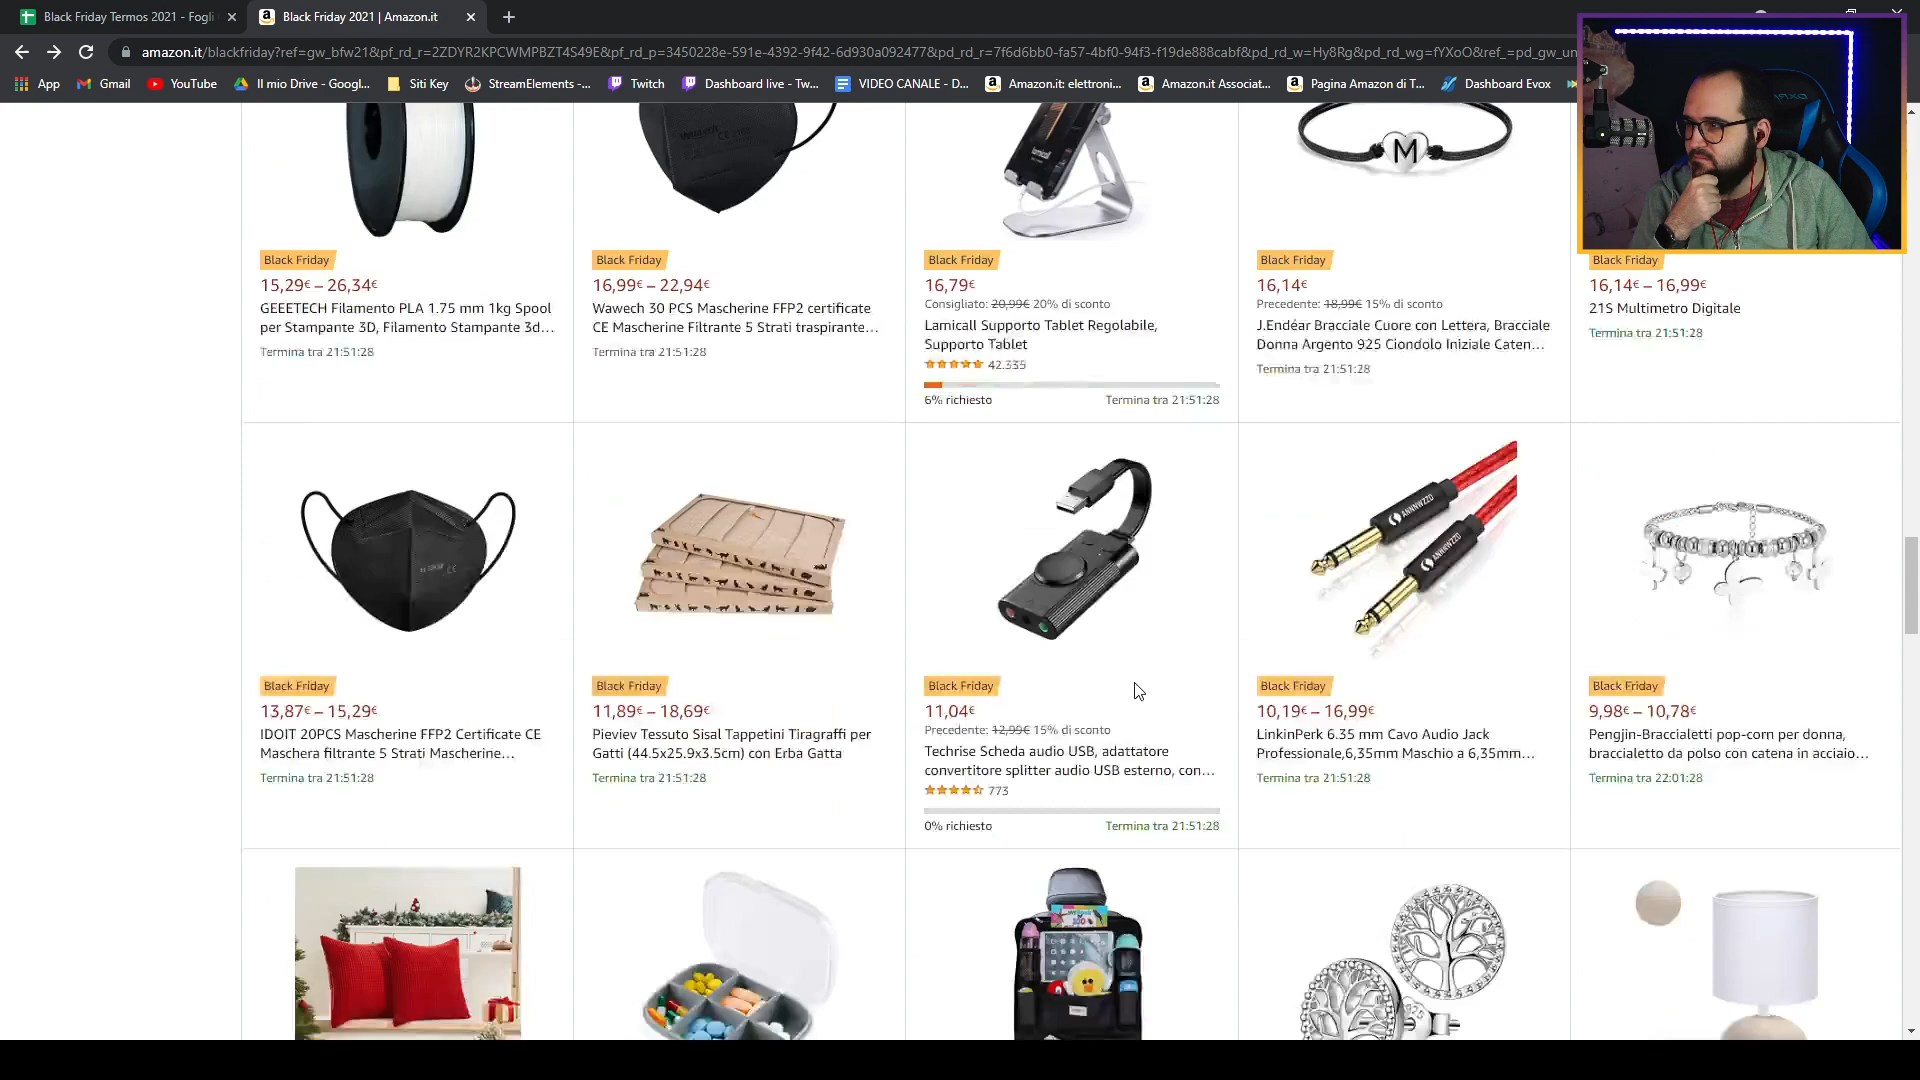 Black Friday Termos 2021 - Fogli
Black Friday 2021 | Amazon.it
amazon.it/blackfriday?ref=gw_bfw21&pf_rd_r=2ZDYR2KPCWMPBZT4S49E&pf_rd_p=3450228e-591e-4392-9f42-6d930a092477&pd_rd_r=7f6d6bb0-fa57-4bf0-94f3-f19de888cabf&pd_rd_w=Hy8Rg&pd_rd_wg=fYXoO&ref_=pd_gw_un
App Gmail YouTube Il mio Drive - Googl... Siti Key StreamElements -... Twitch Dashboard live - Tw... VIDEO CANALE - D... Amazon.it: elettroni... Amazon.it Associat... Pagina Amazon di T... Dashboard Evox
lamicall
M
Black Friday
15,29€ – 26,34€
GEEETECH Filamento PLA 1.75 mm 1kg Spool
per Stampante 3D, Filamento Stampante 3d...
Termina tra 21:51:28
Black Friday
16,99€ – 22,94€
Wawech 30 PCS Mascherine FFP2 certificate
CE Mascherine Filtrante 5 Strati traspirante...
Termina tra 21:51:28
Black Friday
16,79€
Consigliato: 20,99€ 20% di sconto
Lamicall Supporto Tablet Regolabile,
Supporto Tablet
42.335
6% richiesto Termina tra 21:51:28
Black Friday
16,14€
Precedente: 18,99€ 15% di sconto
J.Endéar Bracciale Cuore con Lettera, Bracciale
Donna Argento 925 Ciondolo Iniziale Caten...
Termina tra 21:51:28
Black Friday
16,14€ – 16,99€
21S Multimetro Digitale
Termina tra 21:51:28
ANNNWZZD
ANNNWZZD
Black Friday
13,87€ – 15,29€
IDOIT 20PCS Mascherine FFP2 Certificate CE
Maschera filtrante 5 Strati Mascherine...
Termina tra 21:51:28
Black Friday
11,89€ – 18,69€
Pieviev Tessuto Sisal Tappetini Tiragraffi per
Gatti (44.5x25.9x3.5cm) con Erba Gatta
Termina tra 21:51:28
Black Friday
11,04€
Precedente: 12,99€ 15% di sconto
Techrise Scheda audio USB, adattatore
convertitore splitter audio USB esterno, con...
773
0% richiesto Termina tra 21:51:28
Black Friday
10,19€ – 16,99€
LinkinPerk 6.35 mm Cavo Audio Jack
Professionale,6,35mm Maschio a 6,35mm...
Termina tra 21:51:28
Black Friday
9,98€ – 10,78€
Pengjin-Braccialetti pop-corn per donna,
braccialetto da polso con catena in acciaio...
Termina tra 22:01:28